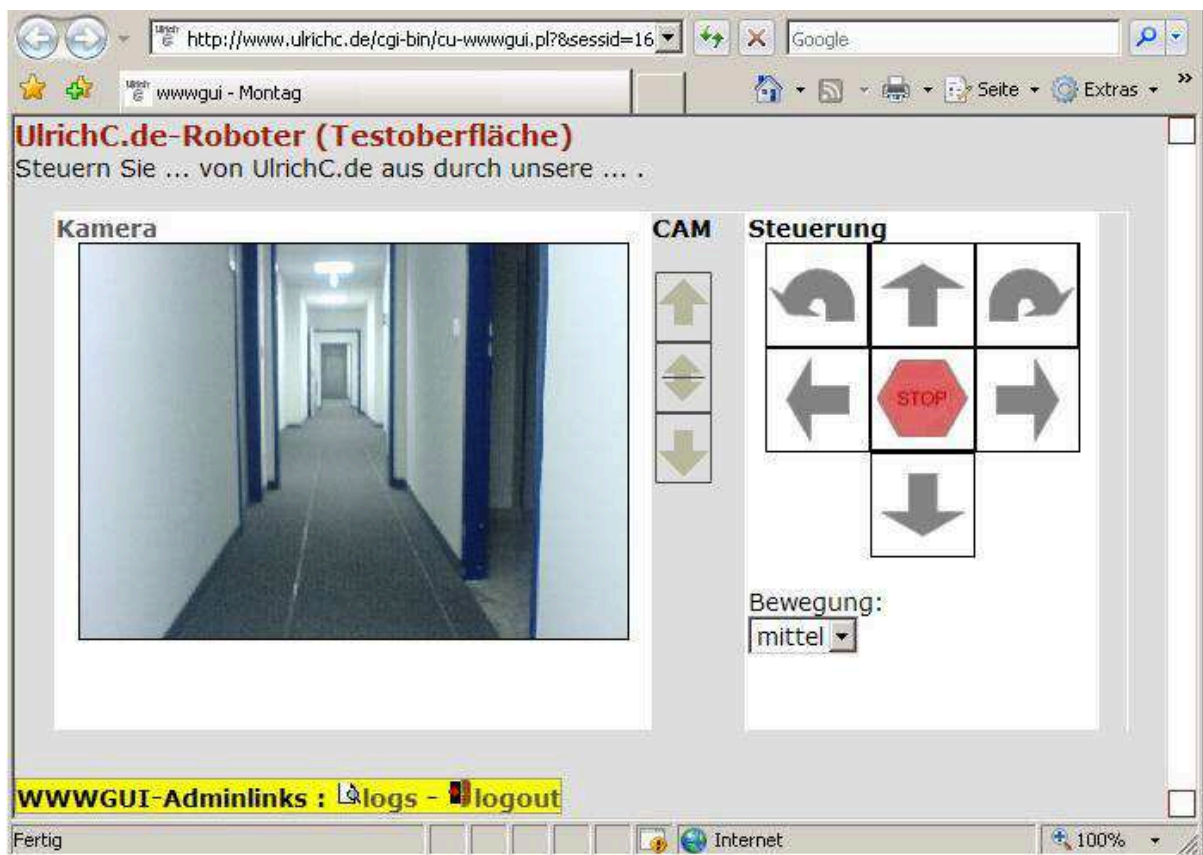 http://www.ulrichc.de/cgi-bin/cu-wwwgui.pl?&sessid=16
Google
wwwgui - Montag
Seite
Extras
»
UlrichC.de-Roboter (Testoberfläche)
Steuern Sie ... von UlrichC.de aus durch unsere ... .
Kamera
CAM
Steuerung
STOP
Bewegung:
mittel
WWWGUI-Adminlinks : logs - logout
Fertig
Internet
100%